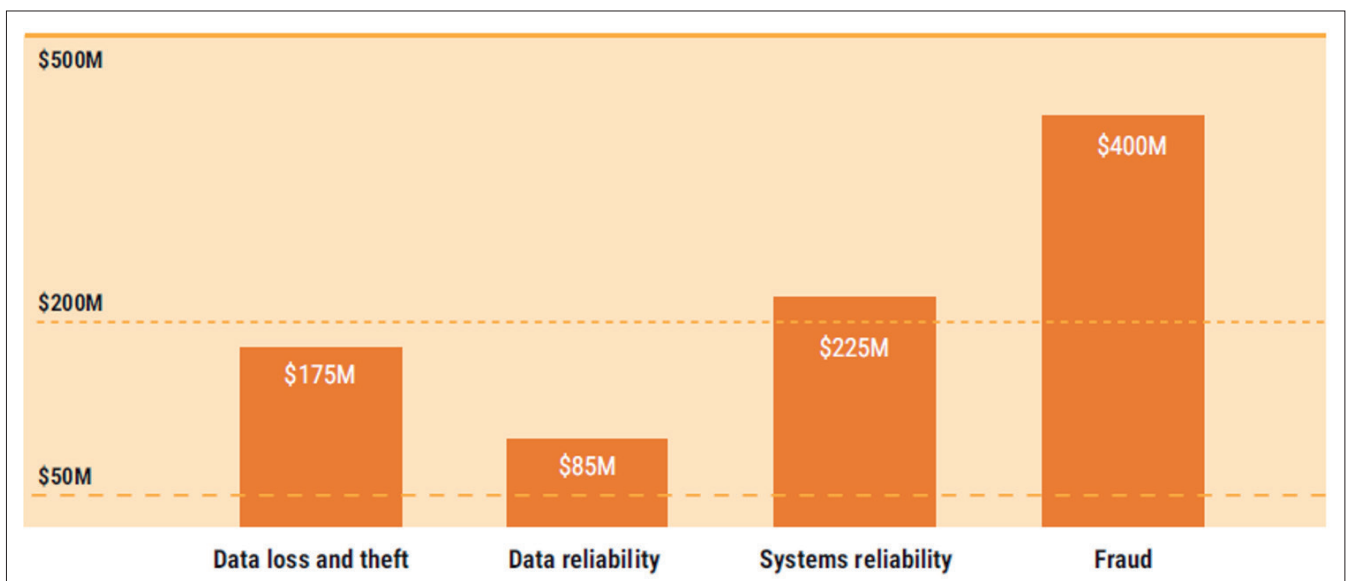 $500M
$400M
$200M
$225M
$175M
$85M
$50M
Data loss and theft
Data reliability
Systems reliability
Fraud